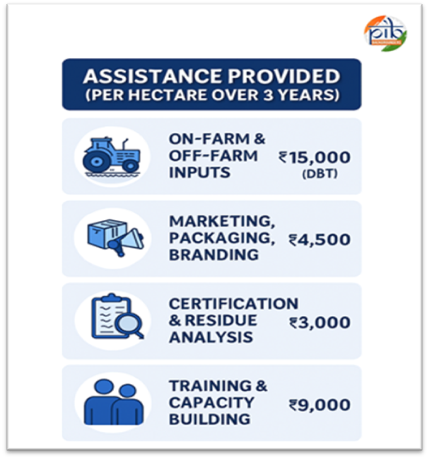 pib
ASSISTANCE PROVIDED
(PER HECTARE OVER 3 YEARS)
ON-FARM &
OFF-FARM
INPUTS
₹15,000
(DBT)
MARKETING,
PACKAGING,
BRANDING
₹4,500
CERTIFICATION
& RESIDUE
ANALYSIS
₹3,000
TRAINING &
CAPACITY
BUILDING
₹9,000